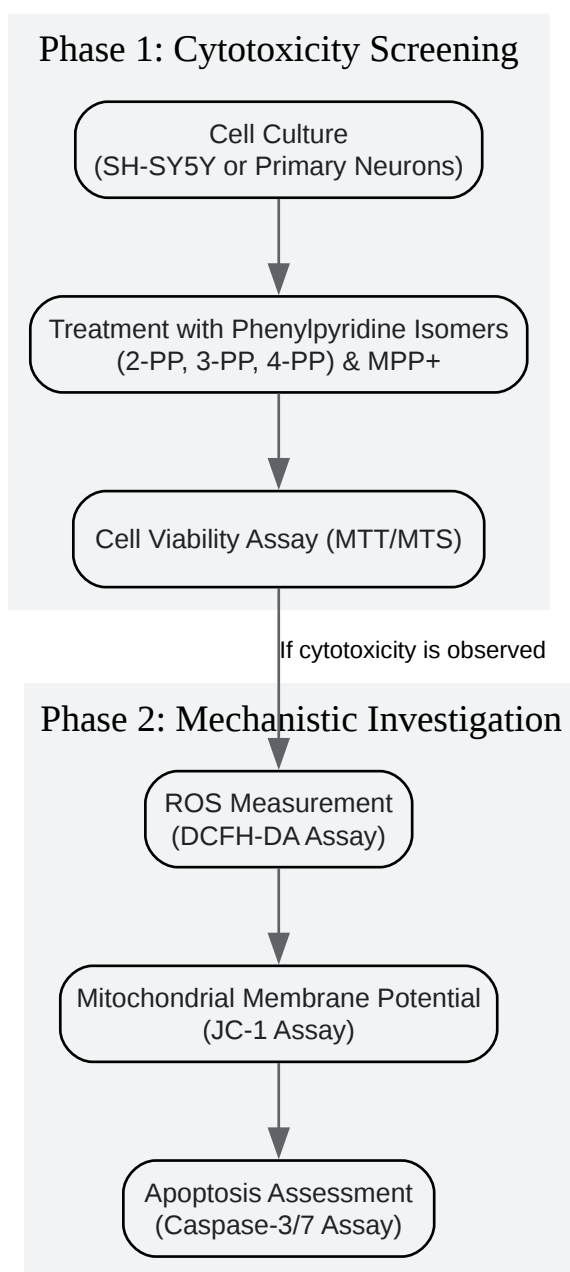 Phase 1: Cytotoxicity Screening
Cell Culture
(SH-SY5Y or Primary Neurons)
Treatment with Phenylpyridine Isomers
(2-PP, 3-PP, 4-PP) & MPP+
Cell Viability Assay (MTT/MTS)
If cytotoxicity is observed
Phase 2: Mechanistic Investigation
ROS Measurement
(DCFH-DA Assay)
Mitochondrial Membrane Potential
(JC-1 Assay)
Apoptosis Assessment
(Caspase-3/7 Assay)